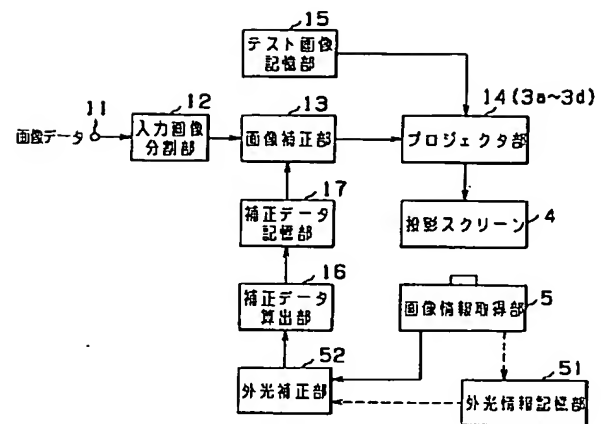 15
テスト画像
記憶部
11
12
13
14(3a~3d)
画像データ
入力画像
分割部
画像補正部
プロジェクタ部
17
補正データ
記憶部
投影スクリーン
4
16
補正データ
算出部
画像情報取得部
5
52
外光補正部
51
外光情報記憶部